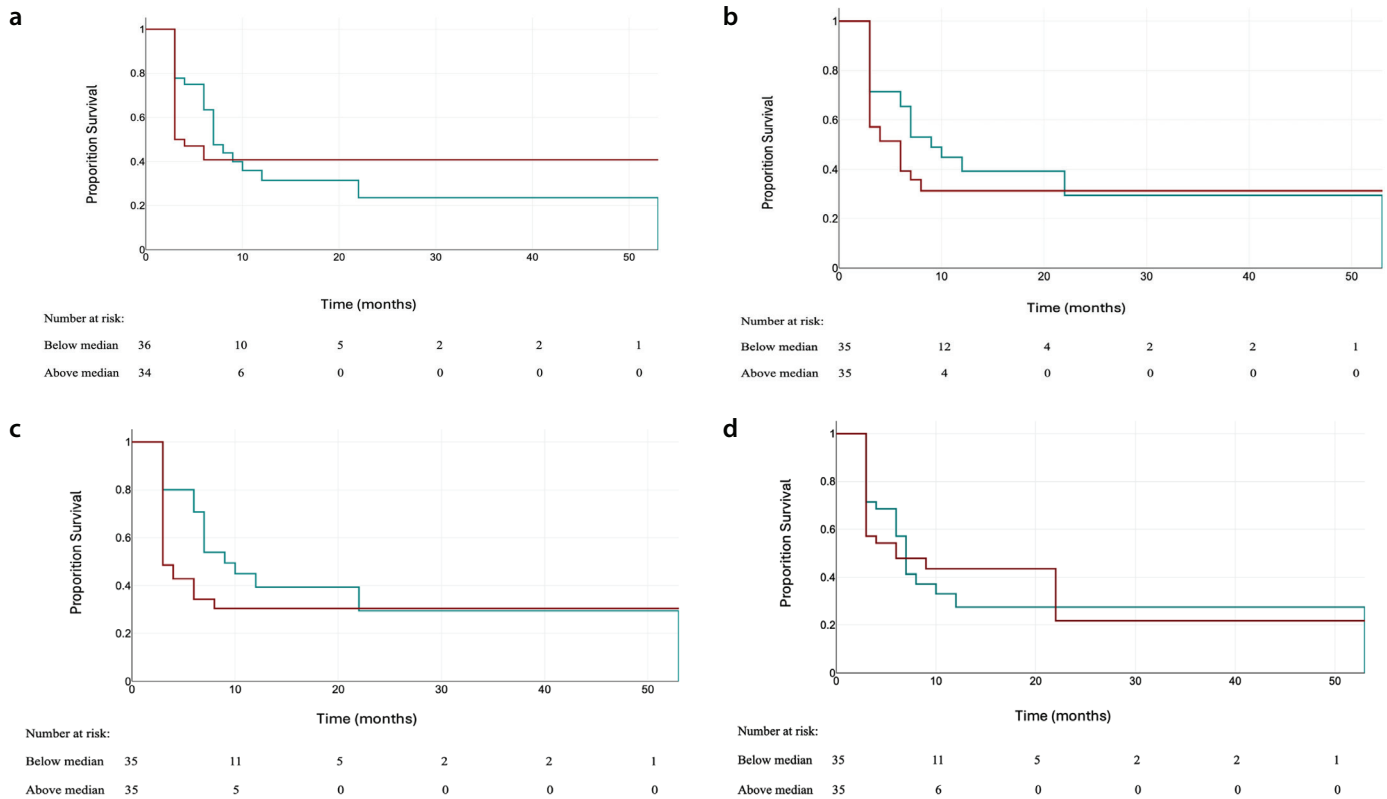 a
1
0.8
0.6
0.4
0.2
0
Proporition Survival
0 10 20 30 40 50
Time (months)
Number at risk:
Below median 36 10 5 2 2 1
Above median 34 6 0 0 0 0
b
1
0.8
0.6
0.4
0.2
0
Proporition Survival
0 10 20 30 40 50
Time (months)
Number at risk:
Below median 35 12 4 2 2 1
Above median 35 4 0 0 0 0
c
1
0.8
0.6
0.4
0.2
0
Proporition Survival
0 10 20 30 40 50
Time (months)
Number at risk:
Below median 35 11 5 2 2 1
Above median 35 5 0 0 0 0
d
1
0.8
0.6
0.4
0.2
0
Proporition Survival
0 10 20 30 40 50
Time (months)
Number at risk:
Below median 35 11 5 2 2 1
Above median 35 6 0 0 0 0